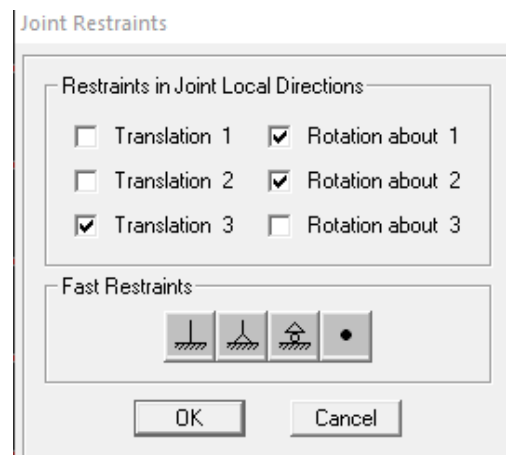 Joint Restraints
Restraints in Joint Local Directions
Translation 1 Rotation about 1
Translation 2 Rotation about 2
Translation 3 Rotation about 3
Fast Restraints
OK Cancel